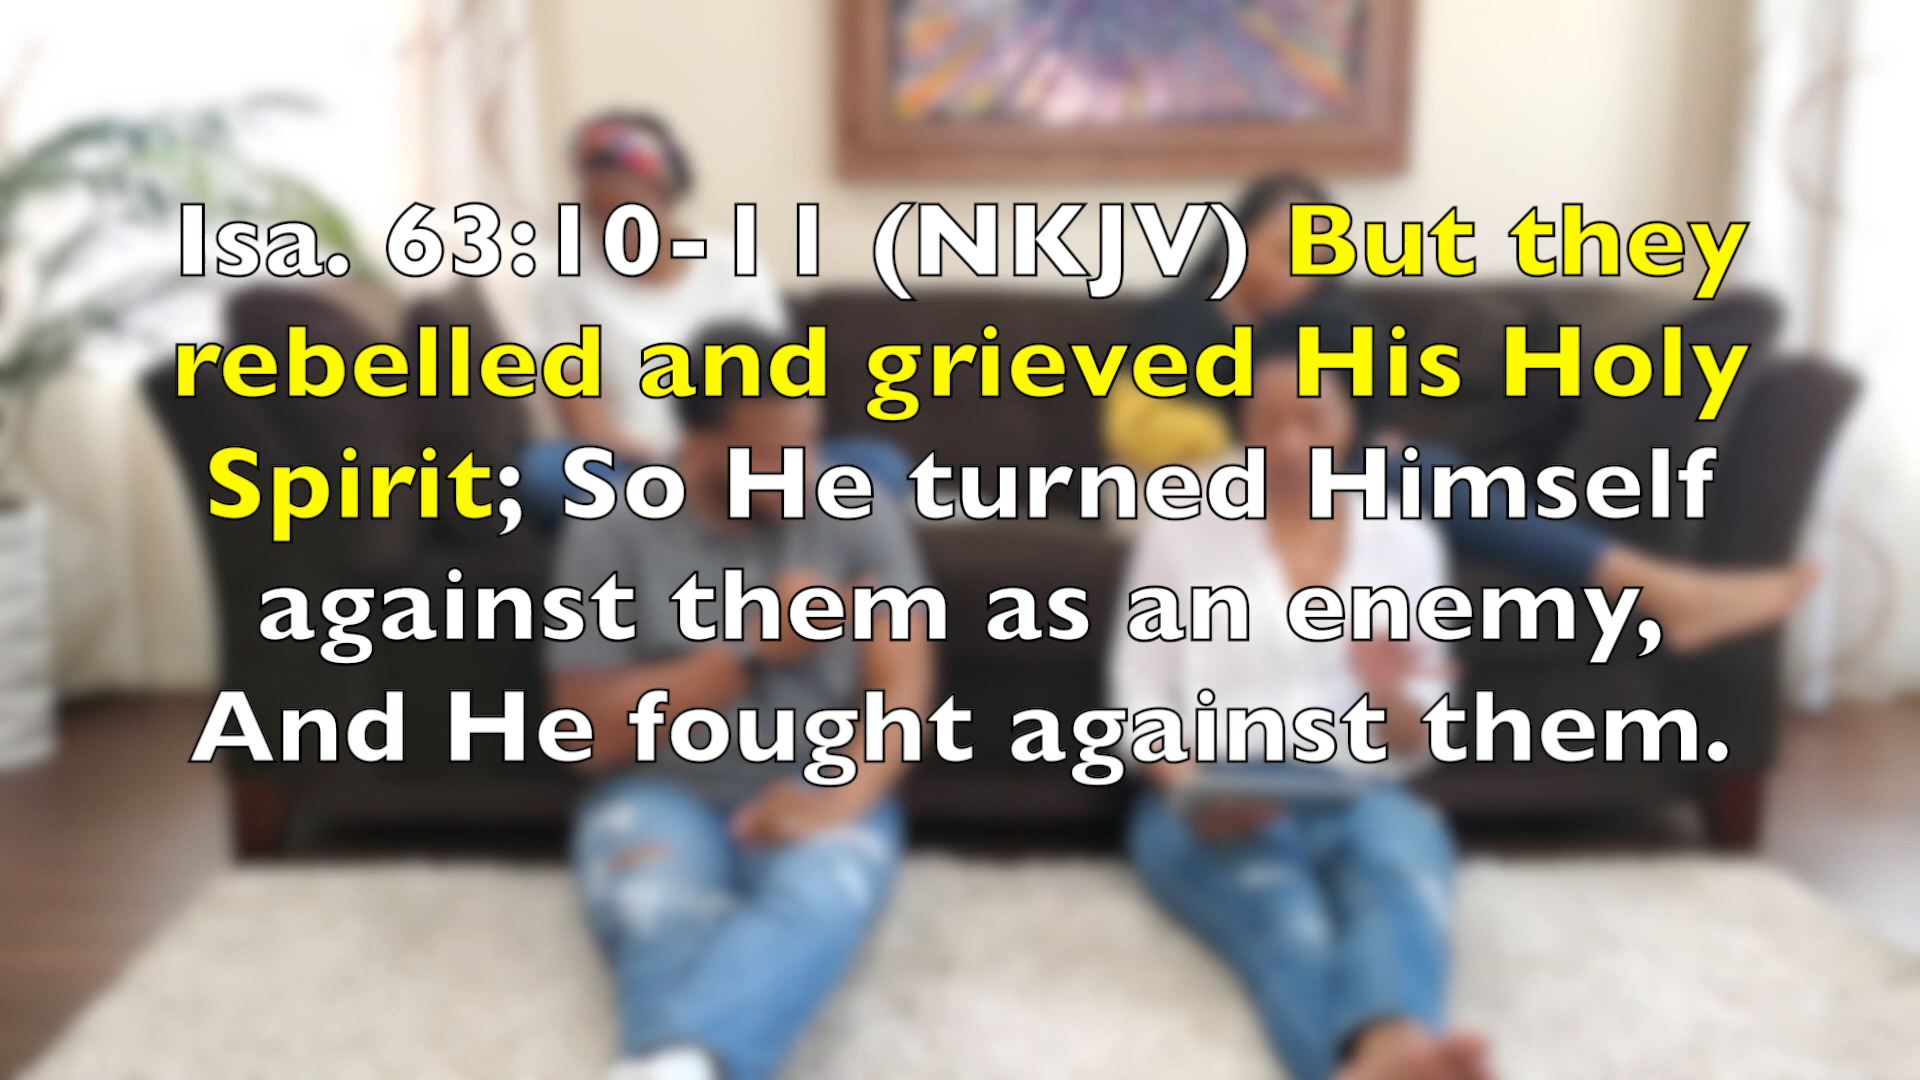 Isa. 63:10-11 (NKJV) But they
rebelled and grieved His Holy
Spirit; So He turned Himself
against them as an enemy,
And He fought against them.